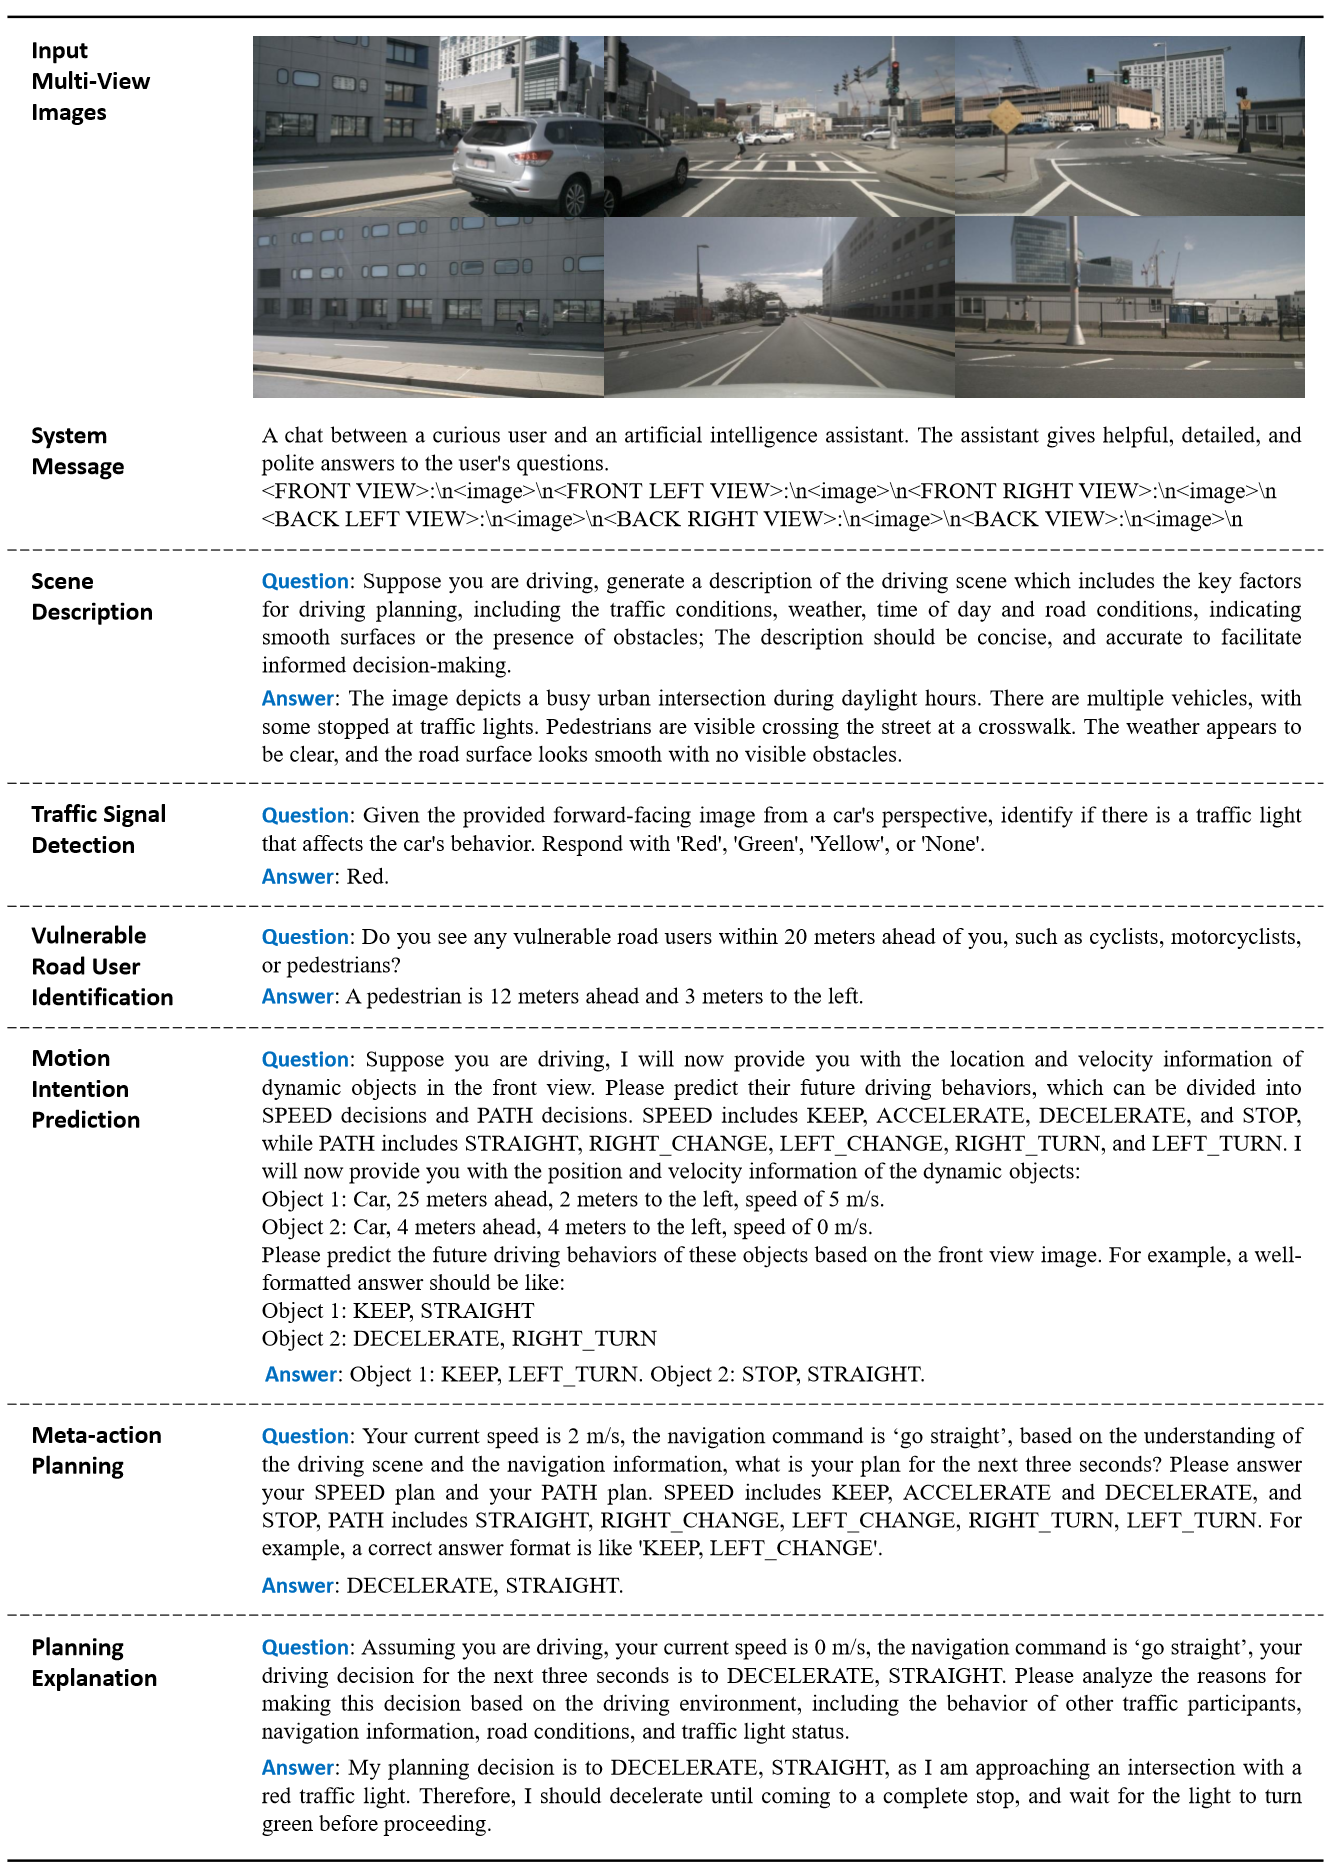 Input
Multi-View
Images
System
Message
A chat between a curious user and an artificial intelligence assistant. The assistant gives helpful, detailed, and
polite answers to the user's questions.
<FRONT VIEW>:\n<image>\n<FRONT LEFT VIEW>:\n<image>\n<FRONT RIGHT VIEW>:\n<image>\n
<BACK LEFT VIEW>:\n<image>\n<BACK RIGHT VIEW>:\n<image>\n<BACK VIEW>:\n<image>\n
Scene
Description
Question: Suppose you are driving, generate a description of the driving scene which includes the key factors
for driving planning, including the traffic conditions, weather, time of day and road conditions, indicating
smooth surfaces or the presence of obstacles; The description should be concise, and accurate to facilitate
informed decision-making.
Answer: The image depicts a busy urban intersection during daylight hours. There are multiple vehicles, with
some stopped at traffic lights. Pedestrians are visible crossing the street at a crosswalk. The weather appears to
be clear, and the road surface looks smooth with no visible obstacles.
Traffic Signal
Detection
Question: Given the provided forward-facing image from a car's perspective, identify if there is a traffic light
that affects the car's behavior. Respond with 'Red', 'Green', 'Yellow', or 'None'.
Answer: Red.
Vulnerable
Road User
Identification
Question: Do you see any vulnerable road users within 20 meters ahead of you, such as cyclists, motorcyclists,
or pedestrians?
Answer: A pedestrian is 12 meters ahead and 3 meters to the left.
Motion
Intention
Prediction
Question: Suppose you are driving, I will now provide you with the location and velocity information of
dynamic objects in the front view. Please predict their future driving behaviors, which can be divided into
SPEED decisions and PATH decisions. SPEED includes KEEP, ACCELERATE, DECELERATE, and STOP,
while PATH includes STRAIGHT, RIGHT_CHANGE, LEFT_CHANGE, RIGHT_TURN, and LEFT_TURN. I
will now provide you with the position and velocity information of the dynamic objects:
Object 1: Car, 25 meters ahead, 2 meters to the left, speed of 5 m/s.
Object 2: Car, 4 meters ahead, 4 meters to the left, speed of 0 m/s.
Please predict the future driving behaviors of these objects based on the front view image. For example, a well-
formatted answer should be like:
Object 1: KEEP, STRAIGHT
Object 2: DECELERATE, RIGHT_TURN
Answer: Object 1: KEEP, LEFT_TURN. Object 2: STOP, STRAIGHT.
Meta-action
Planning
Question: Your current speed is 2 m/s, the navigation command is ‘go straight’, based on the understanding of
the driving scene and the navigation information, what is your plan for the next three seconds? Please answer
your SPEED plan and your PATH plan. SPEED includes KEEP, ACCELERATE and DECELERATE, and
STOP, PATH includes STRAIGHT, RIGHT_CHANGE, LEFT_CHANGE, RIGHT_TURN, LEFT_TURN. For
example, a correct answer format is like 'KEEP, LEFT_CHANGE'.
Answer: DECELERATE, STRAIGHT.
Planning
Explanation
Question: Assuming you are driving, your current speed is 0 m/s, the navigation command is ‘go straight’, your
driving decision for the next three seconds is to DECELERATE, STRAIGHT. Please analyze the reasons for
making this decision based on the driving environment, including the behavior of other traffic participants,
navigation information, road conditions, and traffic light status.
Answer: My planning decision is to DECELERATE, STRAIGHT, as I am approaching an intersection with a
red traffic light. Therefore, I should decelerate until coming to a complete stop, and wait for the light to turn
green before proceeding.